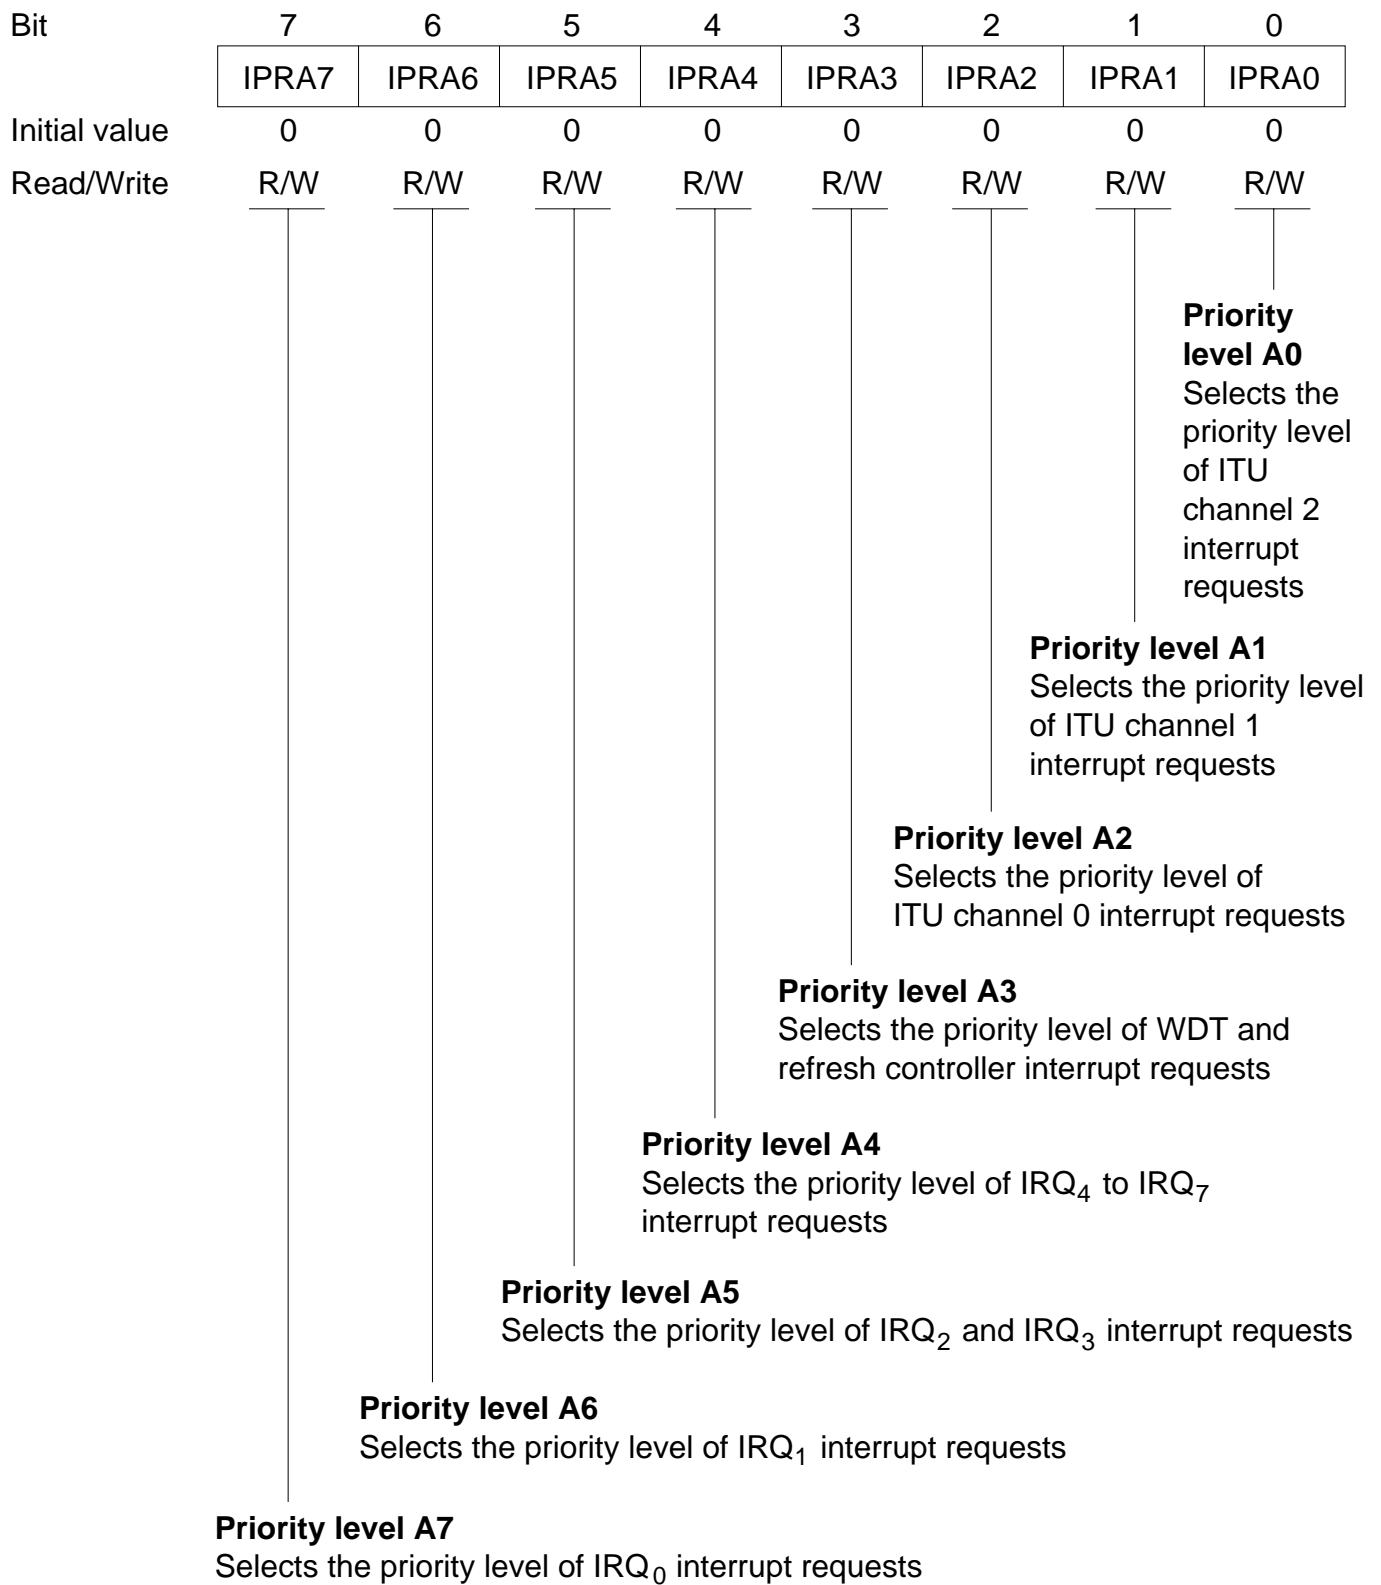 Bit 7 6 5 4 3 2 1 0
IPRA7 IPRA6 IPRA5 IPRA4 IPRA3 IPRA2 IPRA1 IPRA0
Initial value 0 0 0 0 0 0 0 0
Read/Write R/W R/W R/W R/W R/W R/W R/W R/W
Priority
level A0
Selects the
priority level
of ITU
channel 2
interrupt
requests
Priority level A1
Selects the priority level
of ITU channel 1
interrupt requests
Priority level A2
Selects the priority level of
ITU channel 0 interrupt requests
Priority level A3
Selects the priority level of WDT and
refresh controller interrupt requests
Priority level A4
Selects the priority level of IRQ4 to IRQ7
interrupt requests
Priority level A5
Selects the priority level of IRQ2 and IRQ3 interrupt requests
Priority level A6
Selects the priority level of IRQ1 interrupt requests
Priority level A7
Selects the priority level of IRQ0 interrupt requests